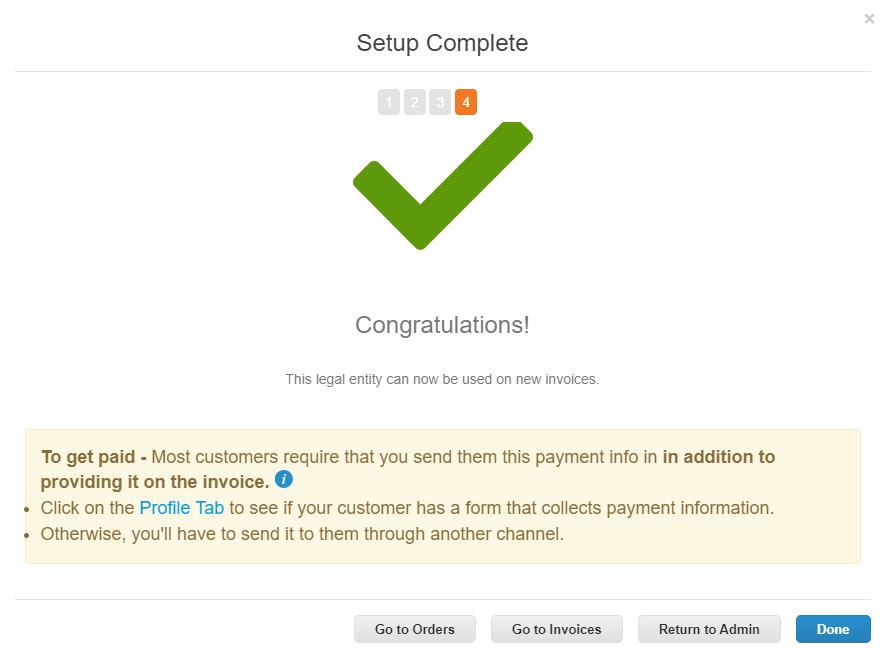 ×
Setup Complete
1 2 3 4
Congratulations!
This legal entity can now be used on new invoices.
To get paid - Most customers require that you send them this payment info in in addition to
providing it on the invoice. i
• Click on the Profile Tab to see if your customer has a form that collects payment information.
• Otherwise, you'll have to send it to them through another channel.
Go to Orders Go to Invoices Return to Admin Done